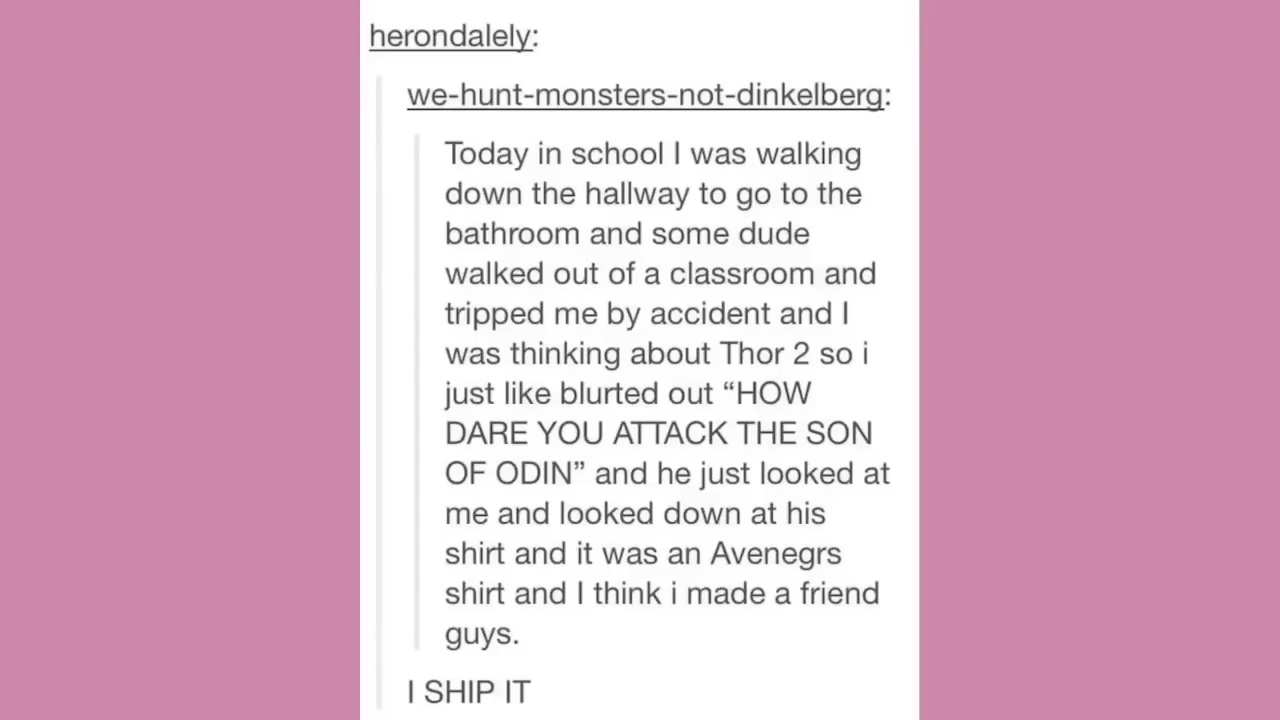 herondalely:
we-hunt-monsters-not-dinkelberg:
Today in school I was walking
down the hallway to go to the
bathroom and some dude
walked out of a classroom and
tripped me by accident and I
was thinking about Thor 2 so i
just like blurted out “HOW
DARE YOU ATTACK THE SON
OF ODIN” and he just looked at
me and looked down at his
shirt and it was an Avenegrs
shirt and I think i made a friend
guys.
I SHIP IT